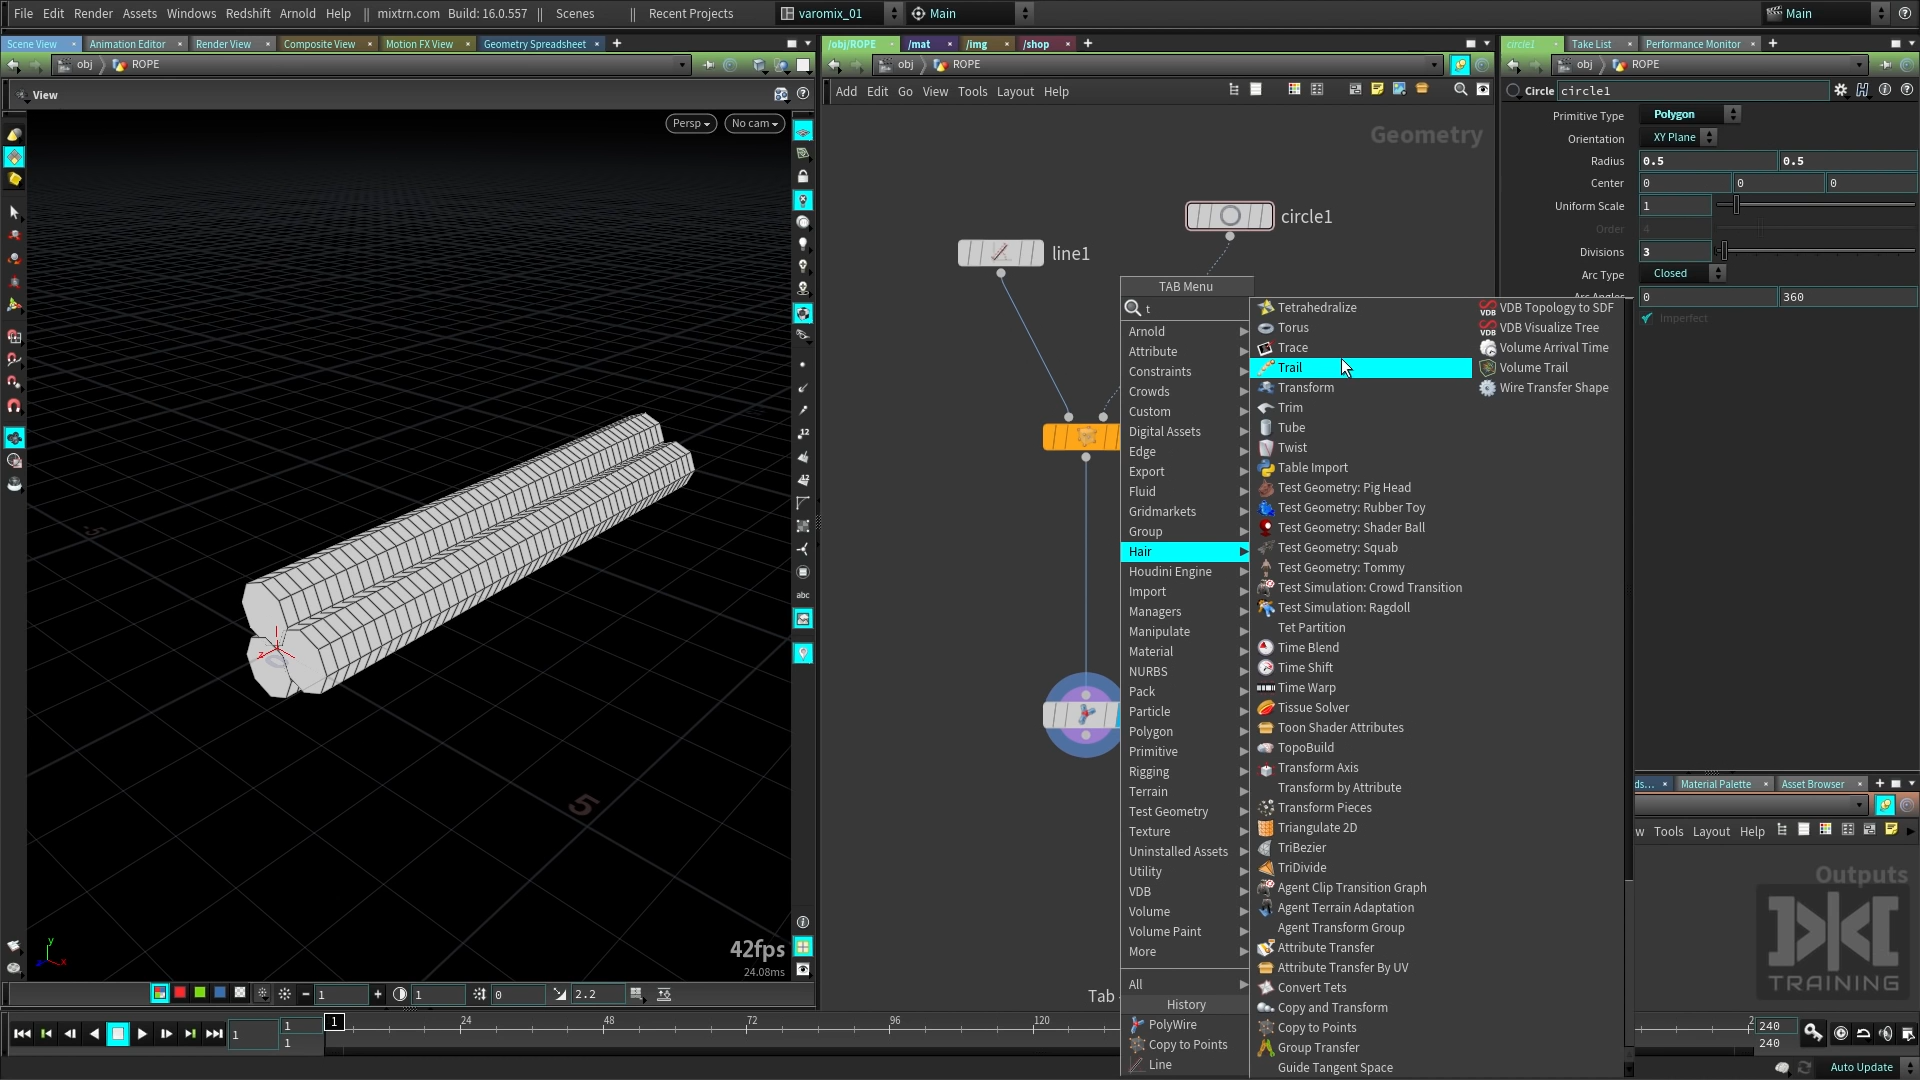 File Edit Render Assets Windows Redshift Arnold Help || mixtrn.com Build: 16.0.557 || Scenes || Recent Projects varomix_01 Main Main
Scene View Animation Editor Render View Composite View Motion FX View Geometry Spreadsheet
/obj/ROPE /mat /img /shop
circle1 Take List Performance Monitor
obj ROPE
obj ROPE
obj ROPE
View
Add Edit Go View Tools Layout Help
Circle circle1
Persp No cam
Geometry
Primitive Type Polygon
Orientation XY Plane
Radius 0.5 0.5
Center 0 0 0
Uniform Scale 1
Order 4
Divisions 3
Arc Type Closed
Arc Angles 0 360
Imperfect
circle1
line1
TAB Menu
t
Arnold
Attribute
Constraints
Crowds
Custom
Digital Assets
Edge
Export
Fluid
Gridmarkets
Group
Hair
Houdini Engine
Import
Managers
Manipulate
Material
NURBS
Pack
Particle
Polygon
Primitive
Rigging
Terrain
Test Geometry
Texture
Uninstalled Assets
Utility
VDB
Volume
Volume Paint
More
All
History
PolyWire
Copy to Points
Line
Tetrahedralize
Torus
Trace
Trail
Transform
Trim
Tube
Twist
Table Import
Test Geometry: Pig Head
Test Geometry: Rubber Toy
Test Geometry: Shader Ball
Test Geometry: Squab
Test Geometry: Tommy
Test Simulation: Crowd Transition
Test Simulation: Ragdoll
Tet Partition
Time Blend
Time Shift
Time Warp
Tissue Solver
Toon Shader Attributes
TopoBuild
Transform Axis
Transform by Attribute
Transform Pieces
Triangulate 2D
TriBezier
TriDivide
Agent Clip Transition Graph
Agent Terrain Adaptation
Agent Transform Group
Attribute Transfer
Attribute Transfer By UV
Convert Tets
Copy and Transform
Copy to Points
Group Transfer
Guide Tangent Space
VDB Topology to SDF
VDB Visualize Tree
Volume Arrival Time
Volume Trail
Wire Transfer Shape
5
5
12
abc
z
y
x
42fps
24.08ms
1 1 0 2.2
Tab
ds... Material Palette Asset Browser
w Tools Layout Help
Outputs
TRAINING
1 1 1 1 24 48 72 96 120 2 240 240
Auto Update